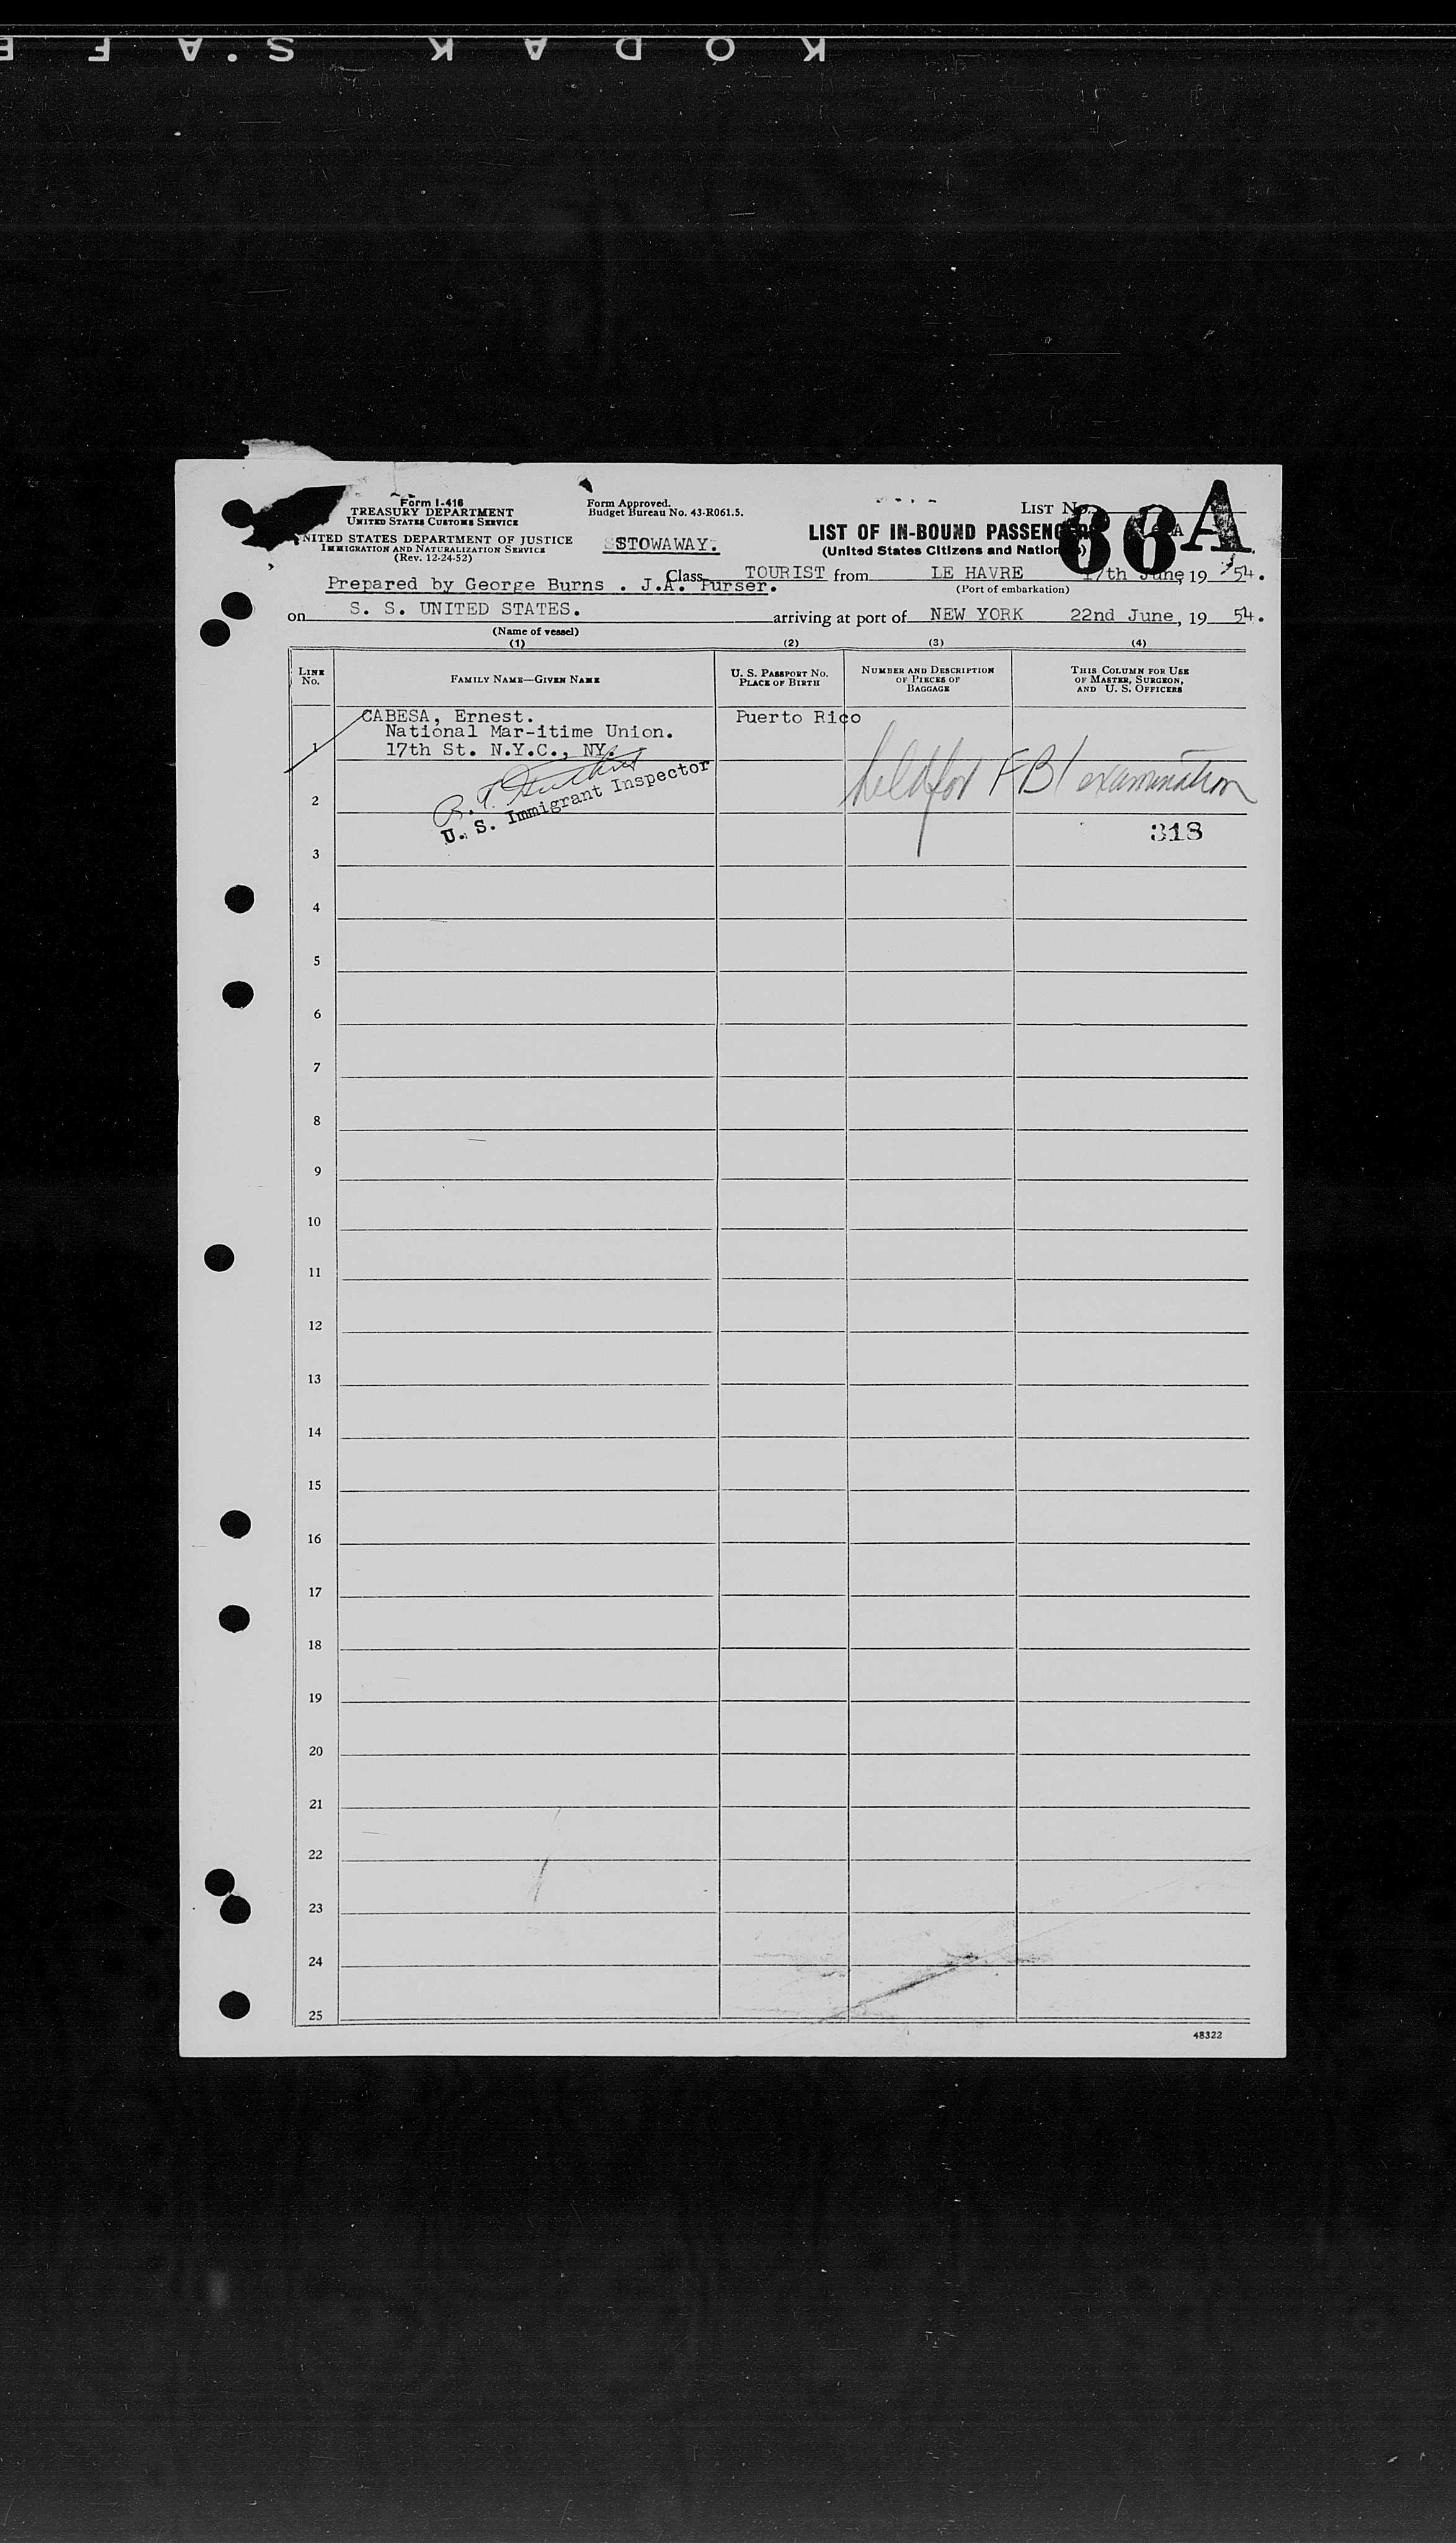 KODAK S'AFE
Form I-416
TREASURY DEPARTMENT
UNITED STATES CUSTOMS SERVICE
NITED STATES DEPARTMENT OF JUSTICE
IMMIGRATION AND NATURALIZATION SERVICE
(Rev. 12-24-52)
Form Approved.
Budget Bureau No. 43-R061.5.
STOWAWAY.
LIST No.
66 A
LIST OF IN-BOUND PASSENGERS
(United States Citizens and Nationals)
Prepared by George Burns . J.A. Purser.
Class TOURIST from LE HAVRE 17th June, 19 54.
(Port of embarkation)
on S. S. UNITED STATES. arriving at port of NEW YORK 22nd June, 19 54.
(Name of vessel)
(1) (2) (3) (4)
LINE No. FAMILY NAME—GIVEN NAME U. S. PASSPORT No. PLACE OF BIRTH NUMBER AND DESCRIPTION OF PIECES OF BAGGAGE THIS COLUMN FOR USE OF MASTER, SURGEON, AND U. S. OFFICERS
CABESA, Ernest. Puerto Rico
National Mar-itime Union.
1 17th St. N.Y.C., NY.
held for FBI examination
U. S. Immigrant Inspector
2
318
3
4
5
6
7
8
9
10
11
12
13
14
15
16
17
18
19
20
21
22
23
24
25
48322